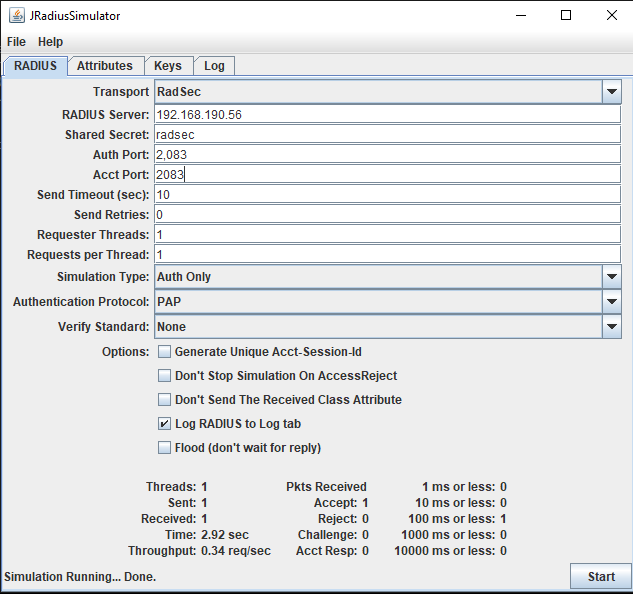 JRadiusSimulator
File Help
RADIUS Attributes Keys Log
Transport RadSec
RADIUS Server: 192.168.190.56
Shared Secret: radsec
Auth Port: 2,083
Acct Port: 2083
Send Timeout (sec): 10
Send Retries: 0
Requester Threads: 1
Requests per Thread: 1
Simulation Type: Auth Only
Authentication Protocol: PAP
Verify Standard: None
Options: Generate Unique Acct-Session-Id
Don't Stop Simulation On AccessReject
Don't Send The Received Class Attribute
Log RADIUS to Log tab
Flood (don't wait for reply)
Threads: 1 Pkts Received 1 ms or less: 0
Sent: 1 Accept: 1 10 ms or less: 0
Received: 1 Reject: 0 100 ms or less: 1
Time: 2.92 sec Challenge: 0 1000 ms or less: 0
Throughput: 0.34 req/sec Acct Resp: 0 10000 ms or less: 0
Simulation Running... Done. Start